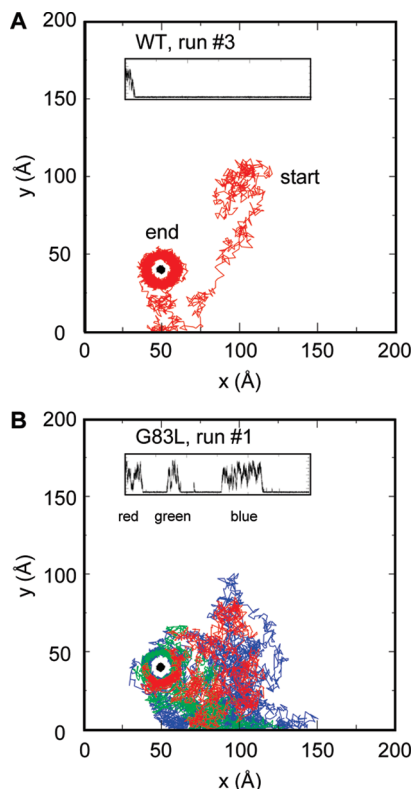 A
WT, run #3
200
150
100
50
0
y (Å)
start
end
0 50 100 150 200
x (Å)
B
G83L, run #1
red green blue
200
150
100
50
0
y (Å)
0 50 100 150 200
x (Å)